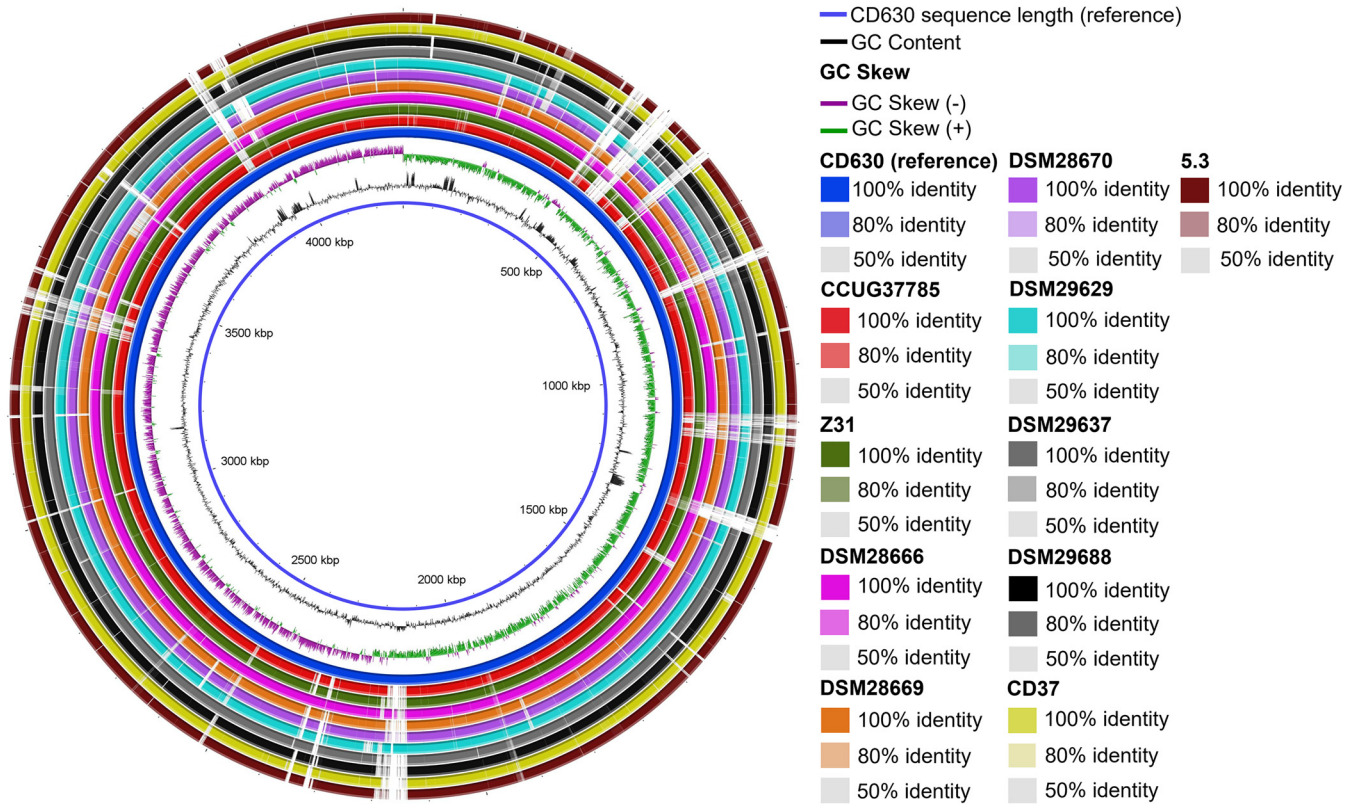 CD630 sequence length (reference)
GC Content
GC Skew
GC Skew (-)
GC Skew (+)
CD630 (reference)
100% identity
80% identity
50% identity
DSM28670
100% identity
80% identity
50% identity
5.3
100% identity
80% identity
50% identity
CCUG37785
100% identity
80% identity
50% identity
DSM29629
100% identity
80% identity
50% identity
Z31
100% identity
80% identity
50% identity
DSM29637
100% identity
80% identity
50% identity
DSM28666
100% identity
80% identity
50% identity
DSM29688
100% identity
80% identity
50% identity
DSM28669
100% identity
80% identity
50% identity
CD37
100% identity
80% identity
50% identity
500 kbp
1000 kbp
1500 kbp
2000 kbp
2500 kbp
3000 kbp
3500 kbp
4000 kbp